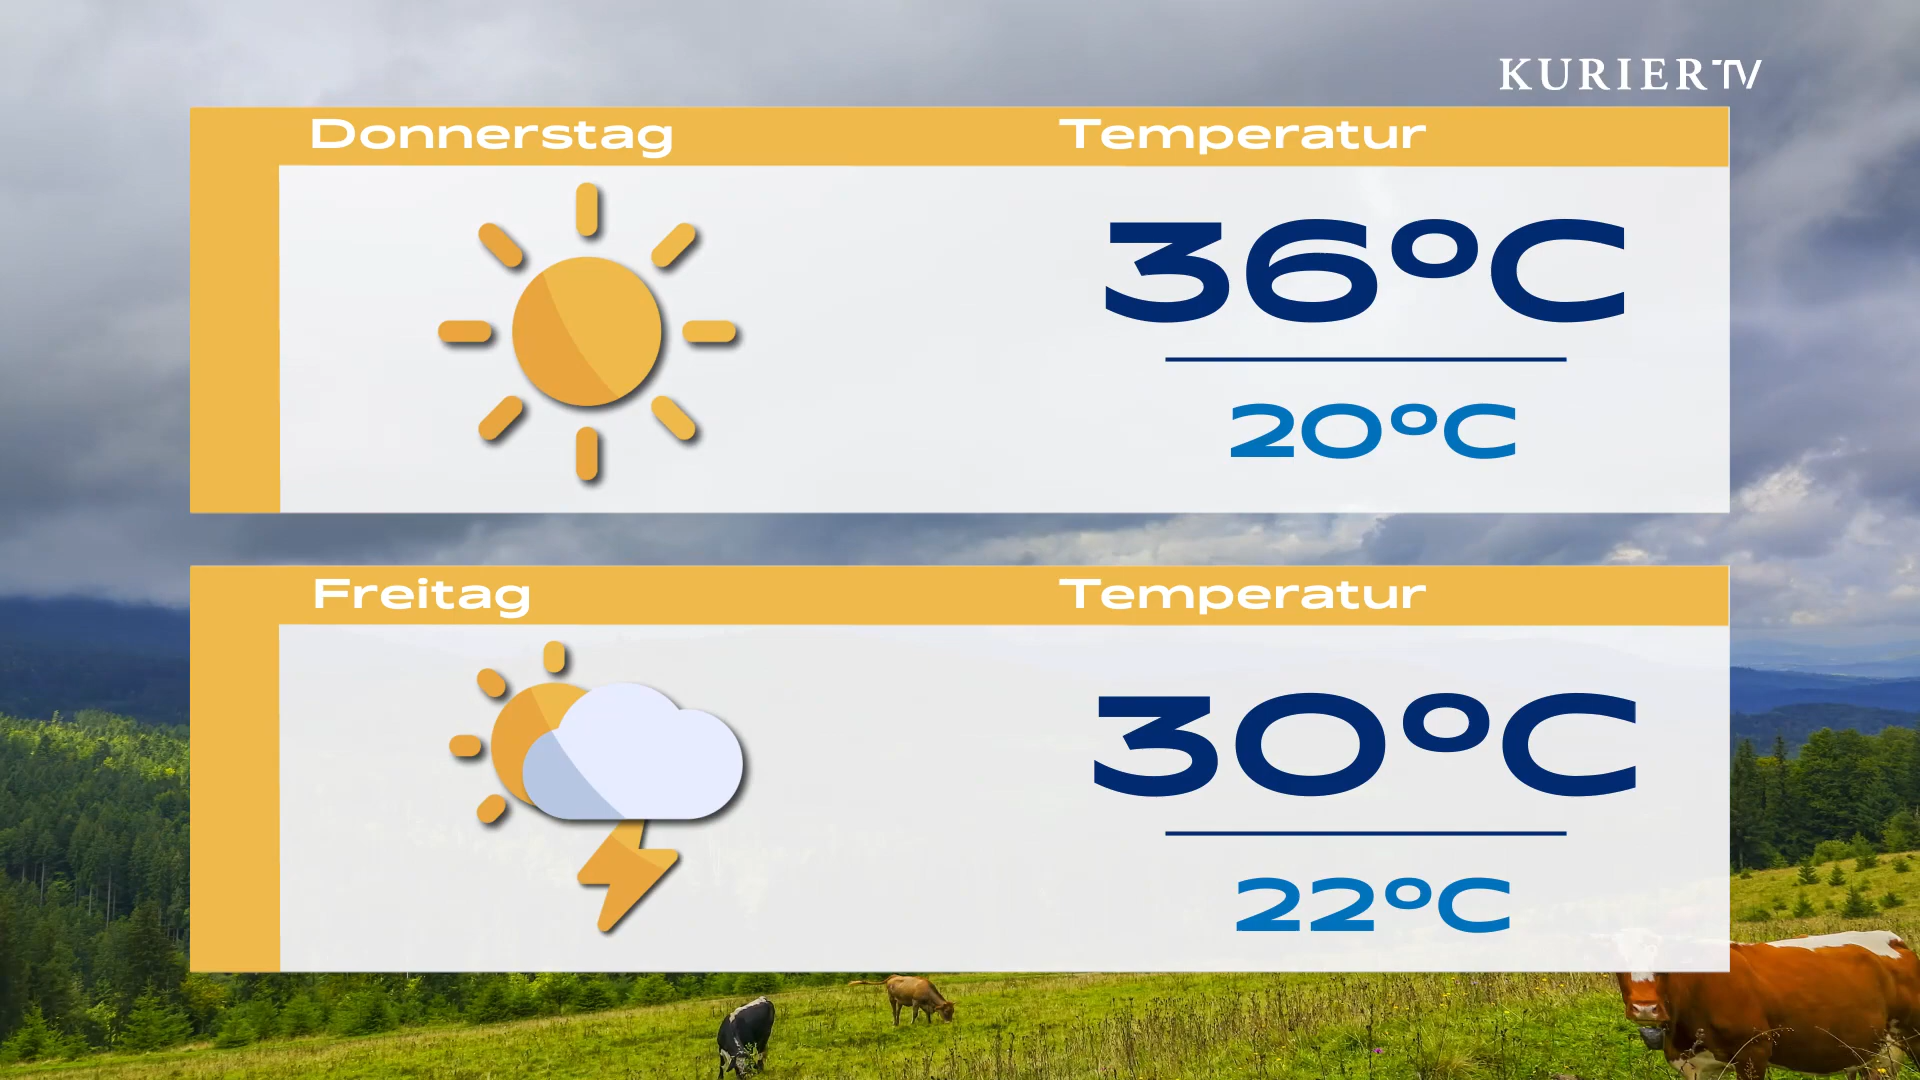 KURIER TV
Donnerstag Temperatur
36°C
20°C
Freitag Temperatur
30°C
22°C